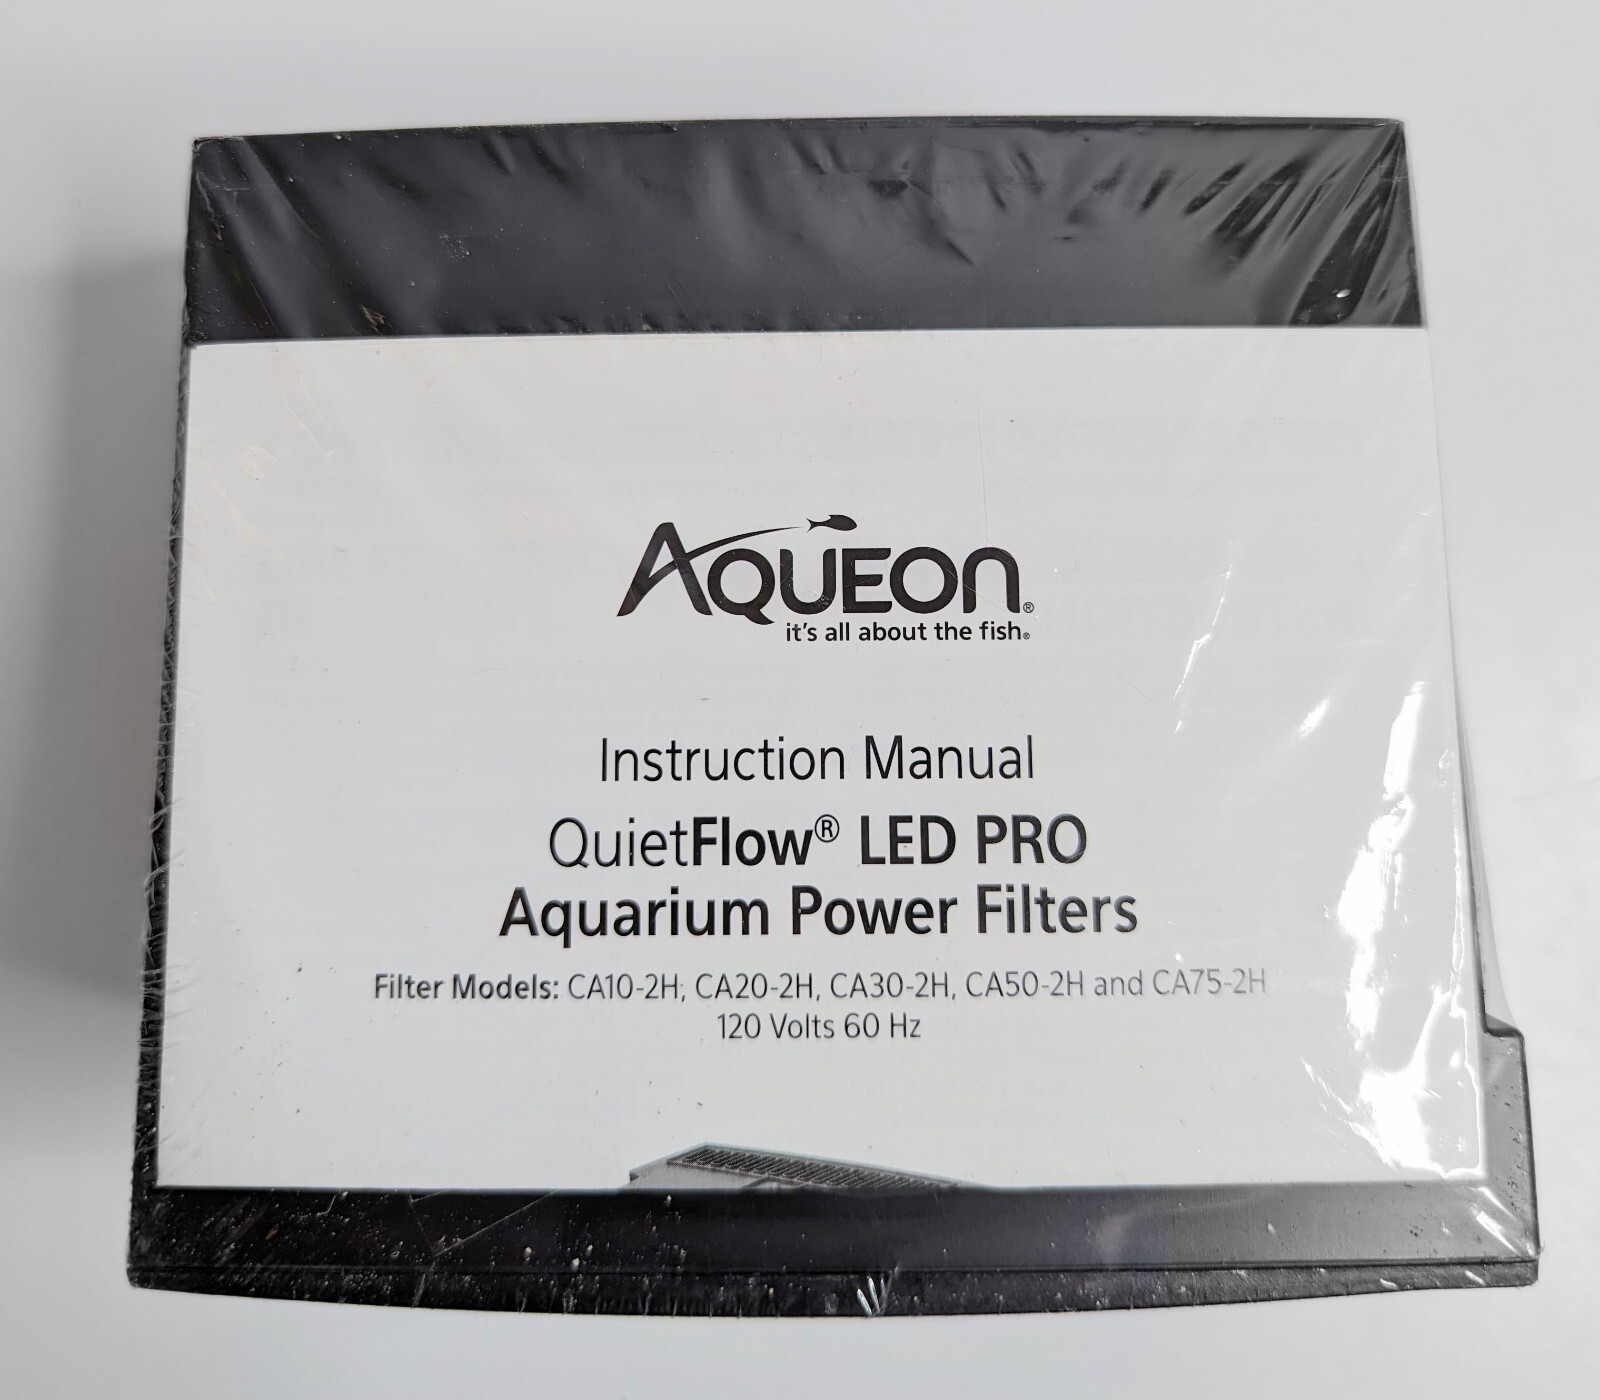 AQUEON®
it's all about the fish®
Instruction Manual
QuietFlow® LED PRO
Aquarium Power Filters
Filter Models: CA10-2H, CA20-2H, CA30-2H, CA50-2H and CA75-2H
120 Volts 60 Hz